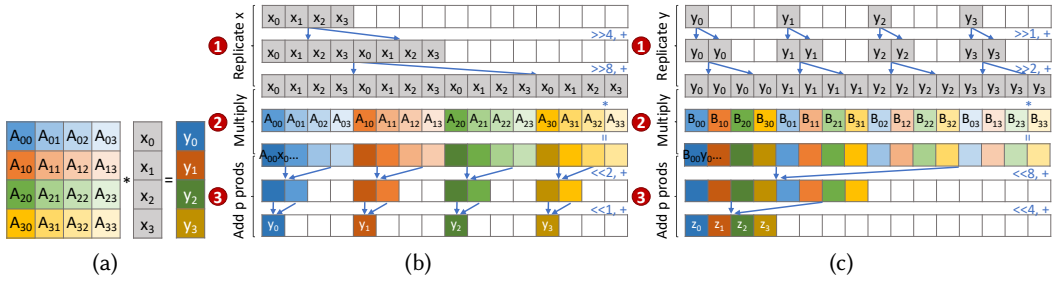 A00 A01 A02 A03
A10 A11 A12 A13
A20 A21 A22 A23
A30 A31 A32 A33
*
x0
x1
x2
x3
=
y0
y1
y2
y3
(a)
Replicate x
1
x0 x1 x2 x3
>>4, +
x0 x1 x2 x3 x0 x1 x2 x3
>>8, +
x0 x1 x2 x3 x0 x1 x2 x3 x0 x1 x2 x3 x0 x1 x2 x3
Multiply
2
*
A00 A01 A02 A03 A10 A11 A12 A13 A20 A21 A22 A23 A30 A31 A32 A33
=
Add p prods
3
A00x0...
<<2, +
<<1, +
y0 y1 y2 y3
(b)
Replicate y
1
y0 y1 y2 y3
>>1, +
y0 y0 y1 y1 y2 y2 y3 y3
>>2, +
y0 y0 y0 y0 y1 y1 y1 y1 y2 y2 y2 y2 y3 y3 y3 y3
Multiply
2
*
B00 B10 B20 B30 B01 B11 B21 B31 B02 B12 B22 B32 B03 B13 B23 B33
=
Add p prods
3
B00y0...
<<8, +
<<4, +
z0 z1 z2 z3
(c)